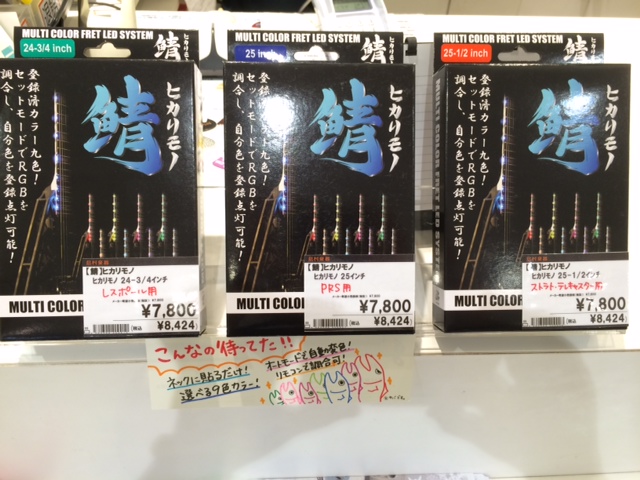 MULTI COLOR FRET LED SYSTEM
24-3/4 inch
鯖
ヒカリモノ
登録済カラー九色!
セットモードでRGBを
調合し、自分色を登録点灯可能!
MULTI COLOR
【鯖】ヒカリモノ
ヒカリモノ 24-3/4インチ
レスポール用
¥7,800
(税込) ¥8,424
MULTI COLOR FRET LED SYSTEM
25 inch
鯖
ヒカリモノ
登録済カラー九色!
セットモードでRGBを
調合し、自分色を登録点灯可能!
MULTI COLOR
【鯖】ヒカリモノ
ヒカリモノ 25インチ
PRS用
¥7,800
(税込) ¥8,424
MULTI COLOR FRET LED SYSTEM
25-1/2 inch
鯖
ヒカリモノ
登録済カラー九色!
セットモードでRGBを
調合し、自分色を登録点灯可能!
MULTI COLOR FRET LED SYSTEM
MULTI COLOR
ヒカリモノ
ヒカリモノ 25-1/2インチ
ストラト・テレキャスター用
¥7,800
(税込) ¥8,424
こんなの待ってた!!
ネックに貼るだけ!
選べる9色カラー!
オートモードで自動で変色!
リモコンで調合可!